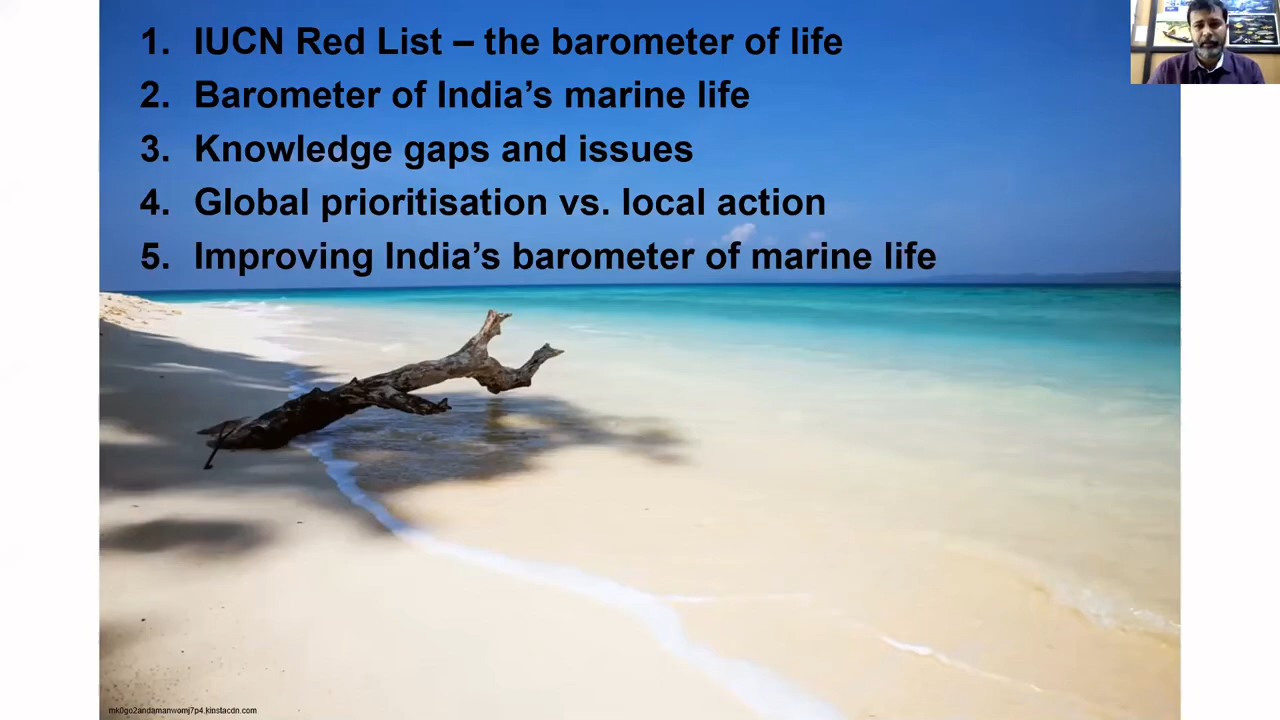 1. IUCN Red List – the barometer of life
2. Barometer of India’s marine life
3. Knowledge gaps and issues
4. Global prioritisation vs. local action
5. Improving India’s barometer of marine life
mk0go2andamanwomj7p4.kinstacdn.com